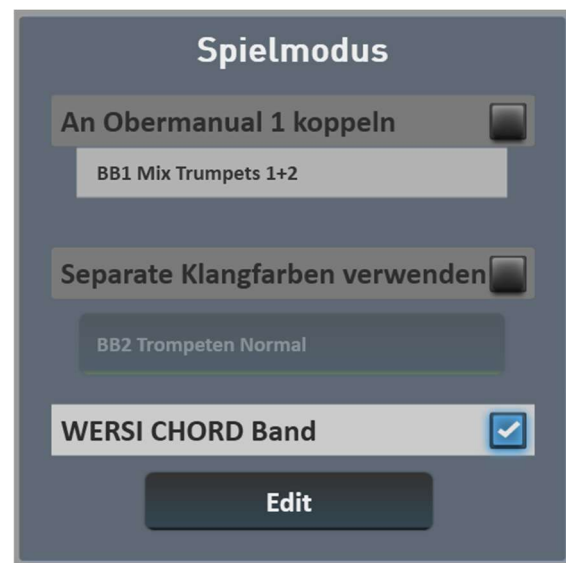 Spielmodus
An Obermanual 1 koppeln
BB1 Mix Trumpets 1+2
Separate Klangfarben verwenden
BB2 Trompeten Normal
WERSI CHORD Band
Edit